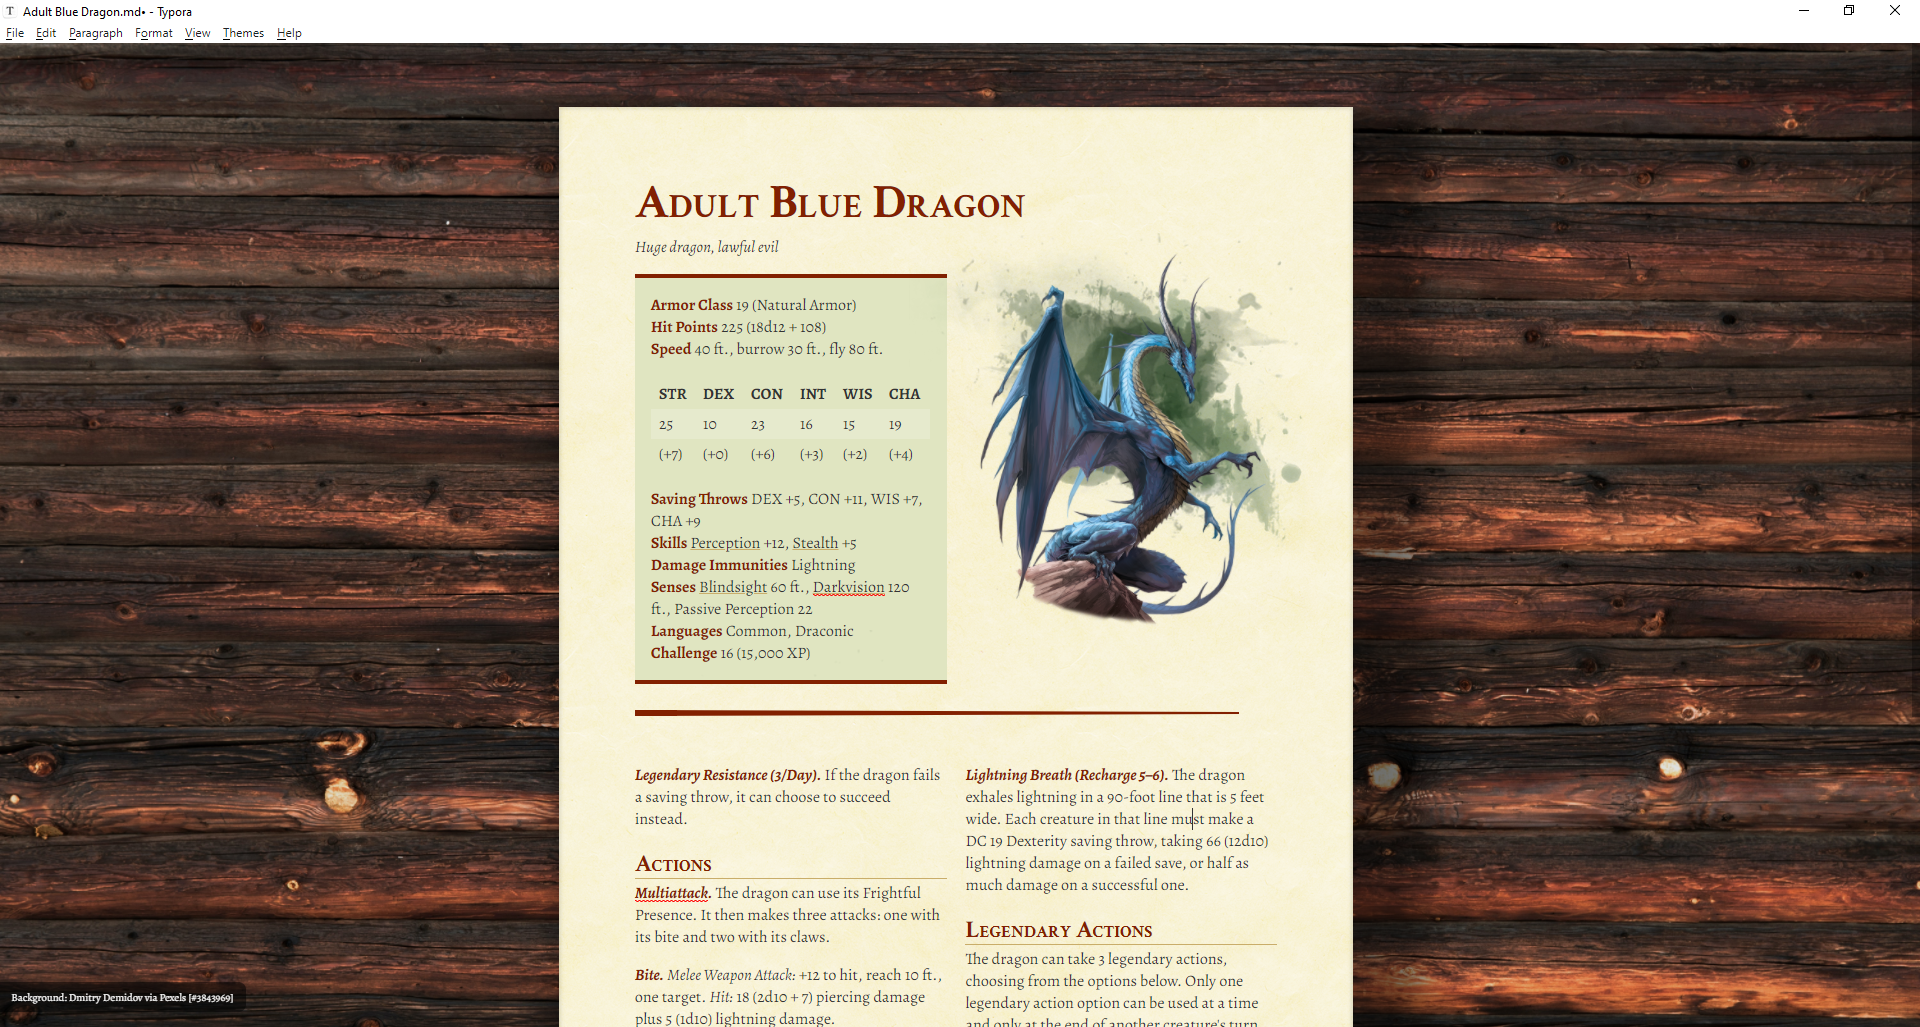 T Adult Blue Dragon.md• - Typora
File Edit Paragraph Format View Themes Help
Adult Blue Dragon
Huge dragon, lawful evil
Armor Class 19 (Natural Armor)
Hit Points 225 (18d12 + 108)
Speed 40 ft., burrow 30 ft., fly 80 ft.
STR DEX CON INT WIS CHA
25 10 23 16 15 19
(+7) (+0) (+6) (+3) (+2) (+4)
Saving Throws DEX +5, CON +11, WIS +7,
CHA +9
Skills Perception +12, Stealth +5
Damage Immunities Lightning
Senses Blindsight 60 ft., Darkvision 120
ft., Passive Perception 22
Languages Common, Draconic
Challenge 16 (15,000 XP)
Legendary Resistance (3/Day). If the dragon fails
a saving throw, it can choose to succeed
instead.
Actions
Multiattack. The dragon can use its Frightful
Presence. It then makes three attacks: one with
its bite and two with its claws.
Bite. Melee Weapon Attack: +12 to hit, reach 10 ft.,
one target. Hit: 18 (2d10 + 7) piercing damage
plus 5 (1d10) lightning damage.
Lightning Breath (Recharge 5–6). The dragon
exhales lightning in a 90-foot line that is 5 feet
wide. Each creature in that line must make a
DC 19 Dexterity saving throw, taking 66 (12d10)
lightning damage on a failed save, or half as
much damage on a successful one.
Legendary Actions
The dragon can take 3 legendary actions,
choosing from the options below. Only one
legendary action option can be used at a time
and only at the end of another creature's turn.
Background: Dmitry Demidov via Pexels [#3843969]